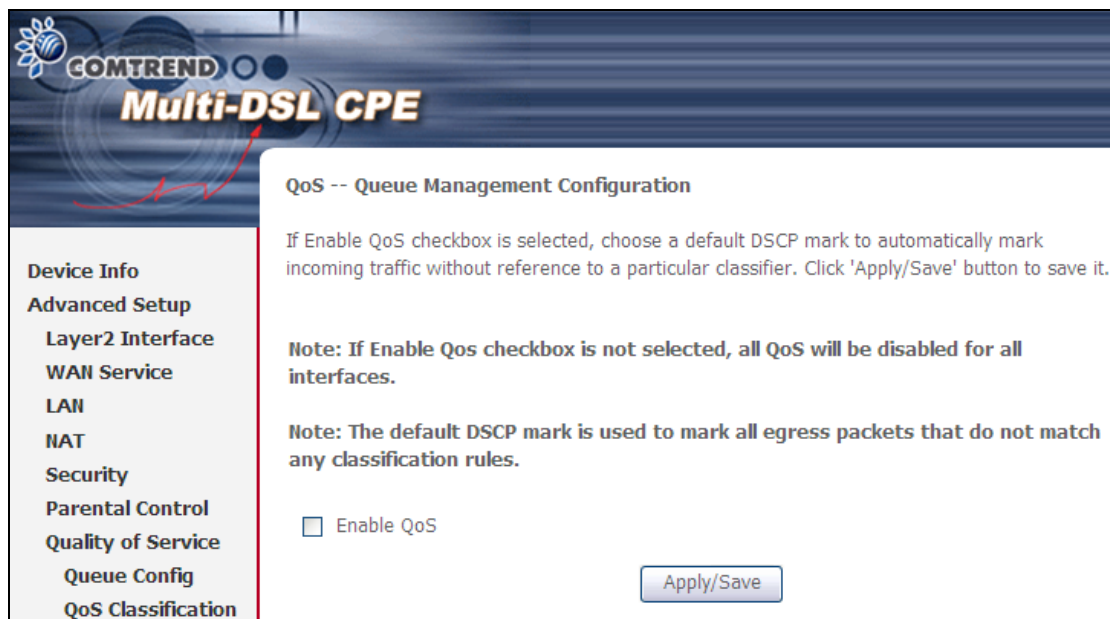 COMTREND
Multi-DSL CPE
QoS -- Queue Management Configuration
If Enable QoS checkbox is selected, choose a default DSCP mark to automatically mark
incoming traffic without reference to a particular classifier. Click 'Apply/Save' button to save it.
Note: If Enable Qos checkbox is not selected, all QoS will be disabled for all
interfaces.
Note: The default DSCP mark is used to mark all egress packets that do not match
any classification rules.
Enable QoS
Apply/Save
Device Info
Advanced Setup
Layer2 Interface
WAN Service
LAN
NAT
Security
Parental Control
Quality of Service
Queue Config
QoS Classification